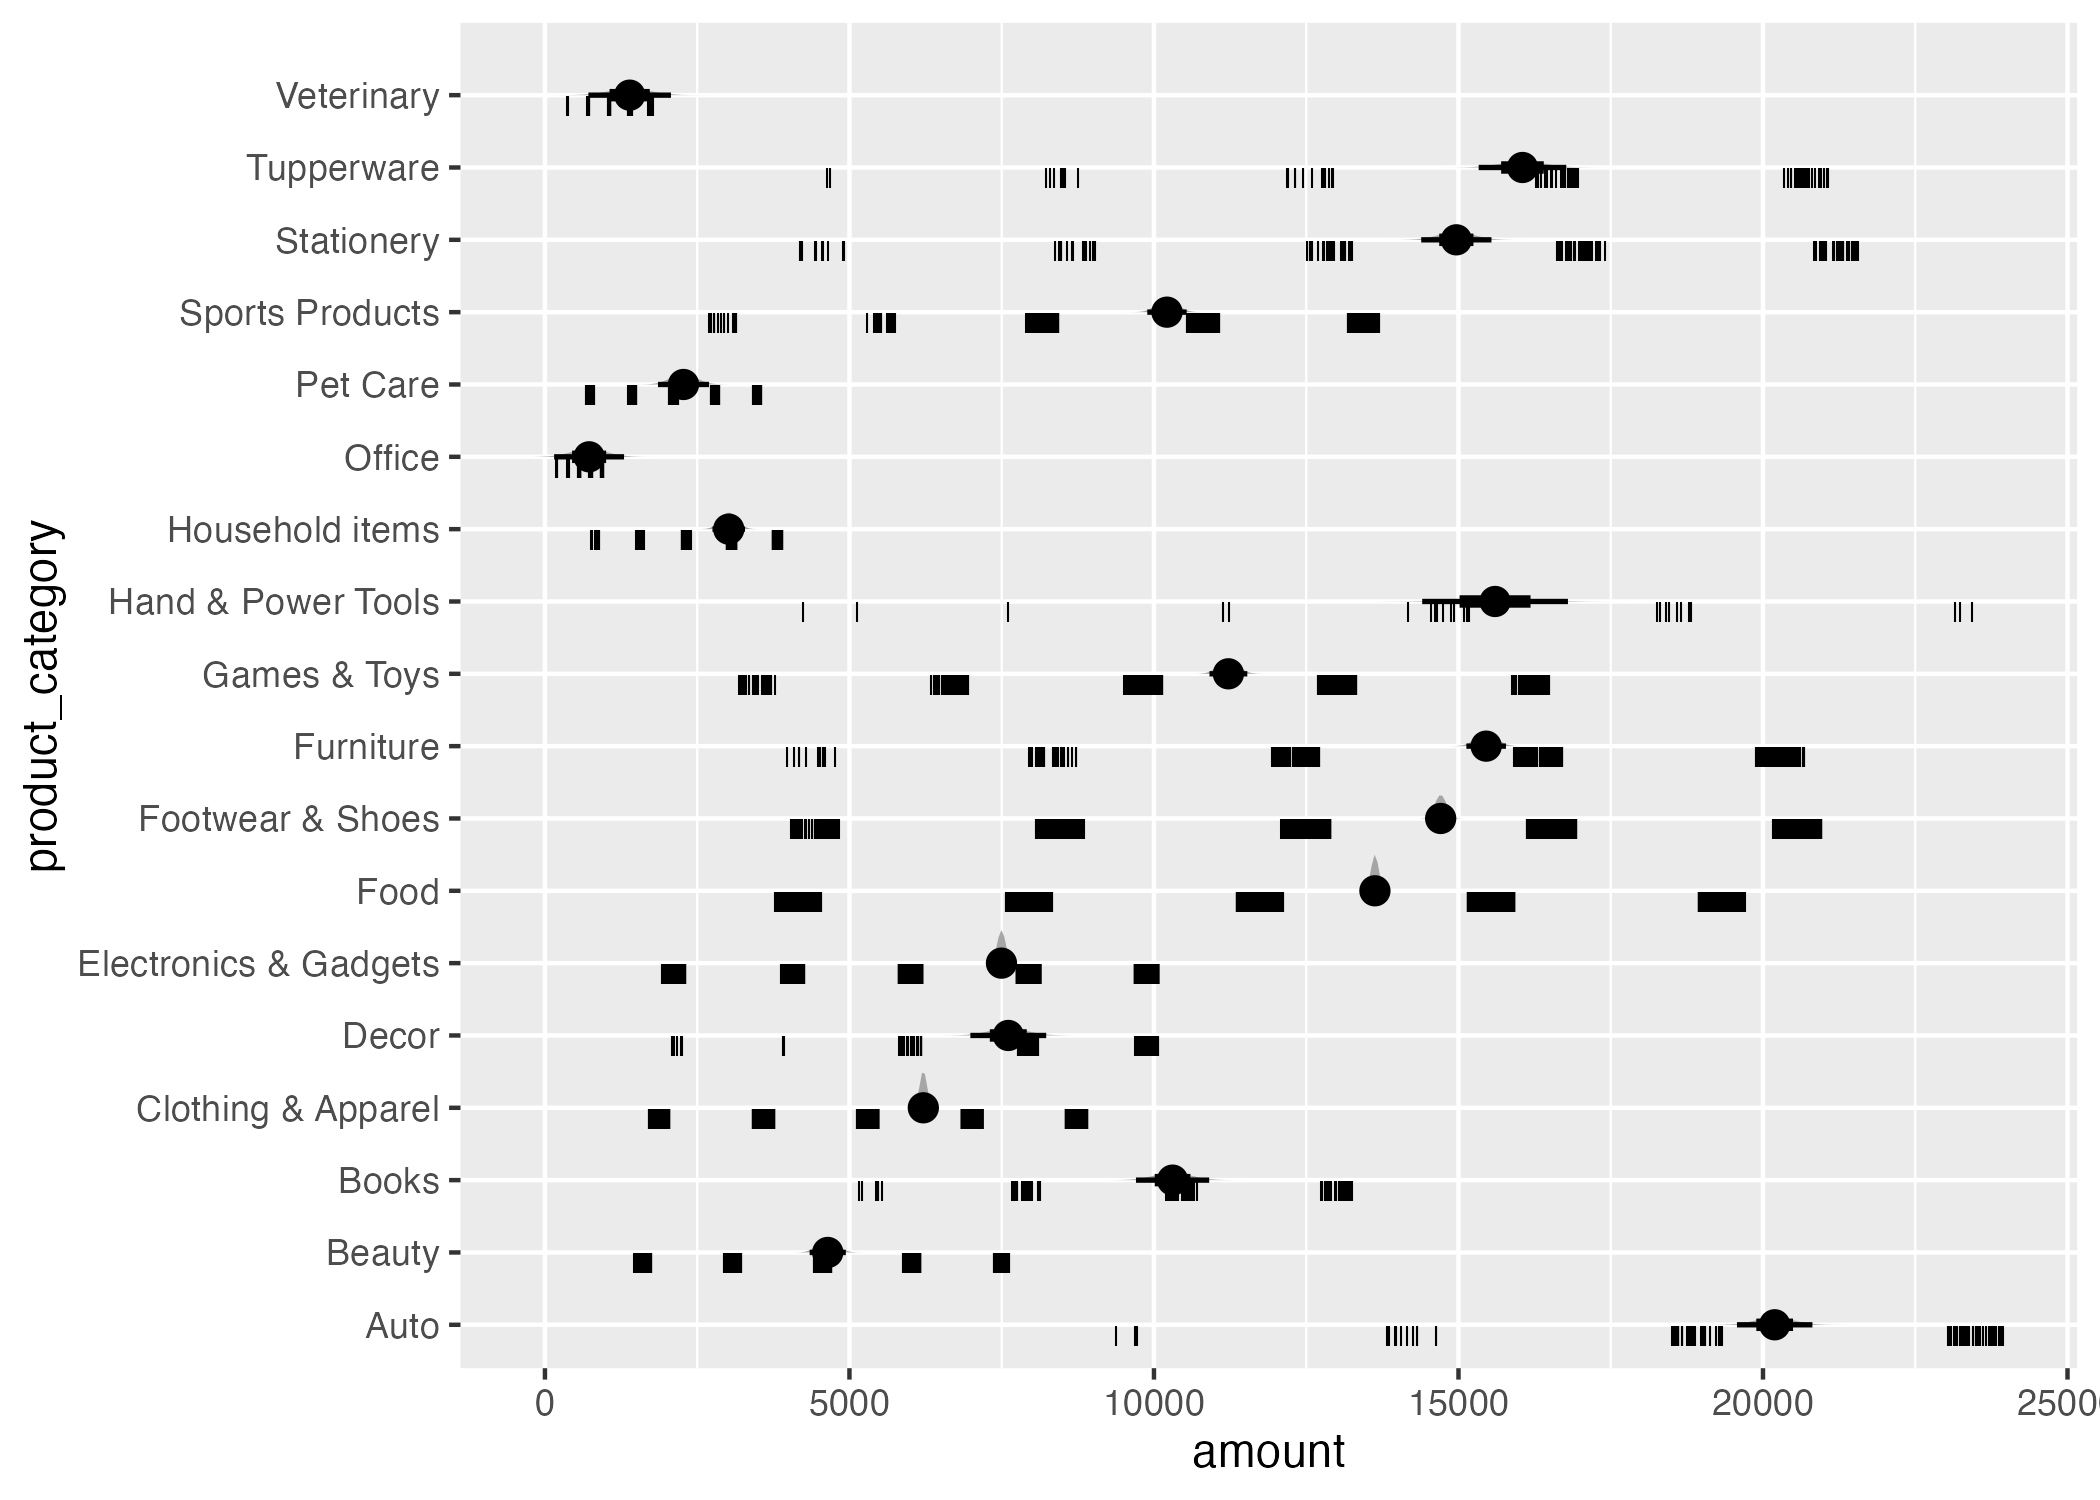 Veterinary
Tupperware
Stationery
Sports Products
Pet Care
Office
Household items
Hand & Power Tools
Games & Toys
Furniture
Footwear & Shoes
Food
Electronics & Gadgets
Decor
Clothing & Apparel
Books
Beauty
Auto
product_category
0 5000 10000 15000 20000 2500
amount